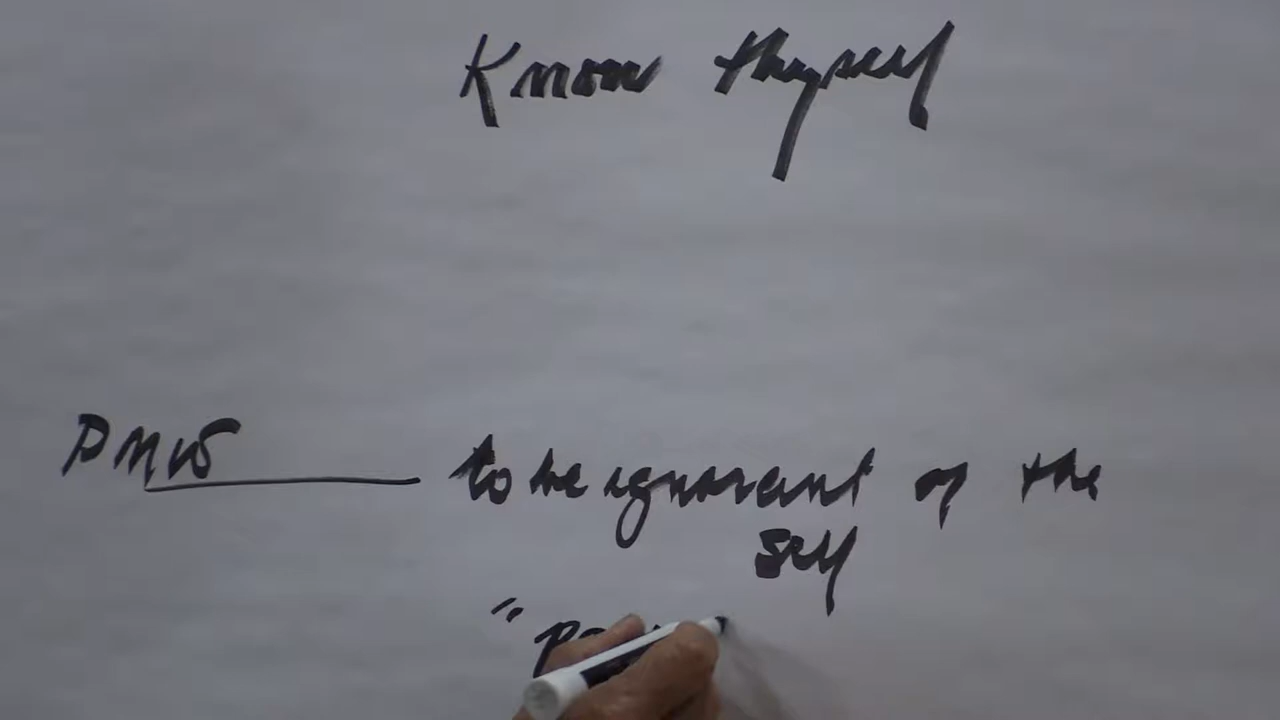 Know thyself
PMW to be ignorant of the
self
"